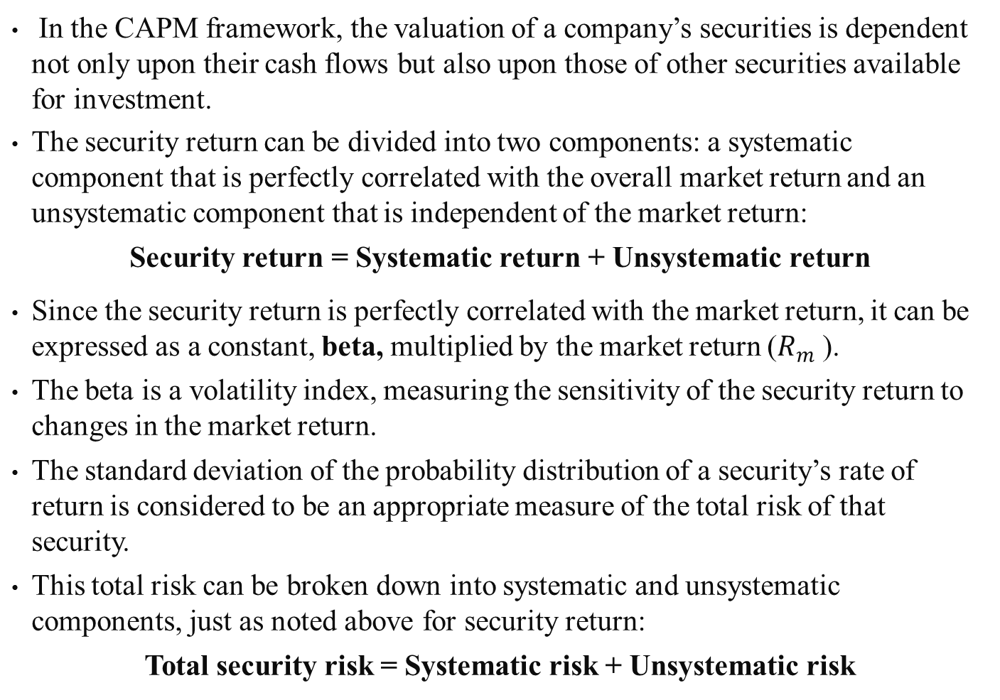 • In the CAPM framework, the valuation of a company’s securities is dependent
not only upon their cash flows but also upon those of other securities available
for investment.
• The security return can be divided into two components: a systematic
component that is perfectly correlated with the overall market return and an
unsystematic component that is independent of the market return:
Security return = Systematic return + Unsystematic return
• Since the security return is perfectly correlated with the market return, it can be
expressed as a constant, beta, multiplied by the market return (Rₘ ).
• The beta is a volatility index, measuring the sensitivity of the security return to
changes in the market return.
• The standard deviation of the probability distribution of a security’s rate of
return is considered to be an appropriate measure of the total risk of that
security.
• This total risk can be broken down into systematic and unsystematic
components, just as noted above for security return:
Total security risk = Systematic risk + Unsystematic risk